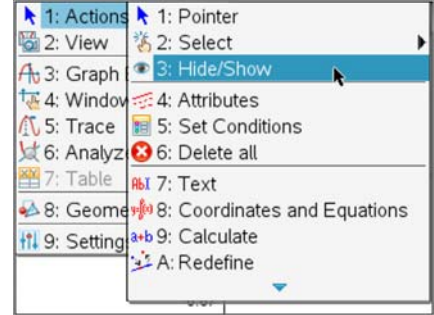 1: Actions
2: View
3: Graph
4: Window
5: Trace
6: Analyz
7: Table
8: Geome
9: Setting
1: Pointer
2: Select
3: Hide/Show
4: Attributes
5: Set Conditions
6: Delete all
7: Text
8: Coordinates and Equations
9: Calculate
A: Redefine